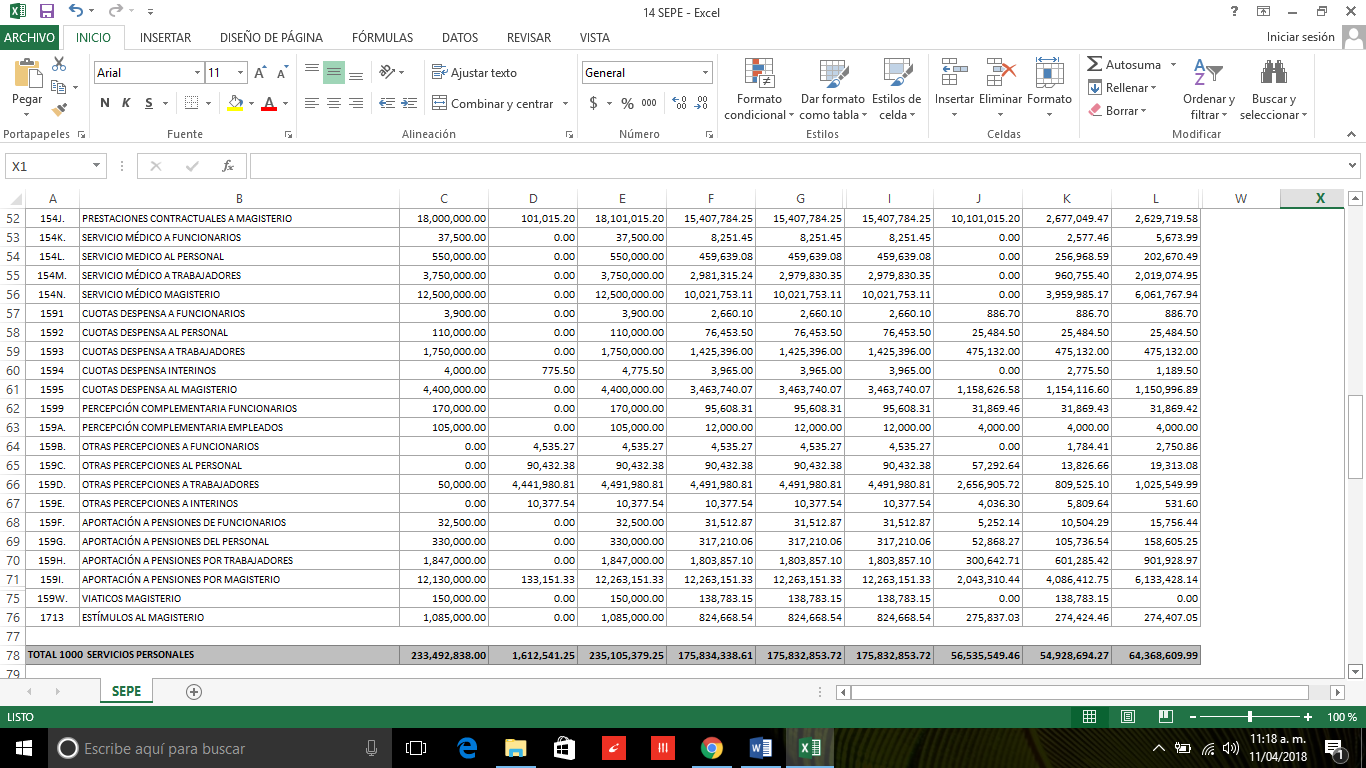 14 SEPE - Excel
ARCHIVO INICIO INSERTAR DISEÑO DE PÁGINA FÓRMULAS DATOS REVISAR VISTA Iniciar sesión
Pegar Arial 11 Ajustar texto General Formato condicional Dar formato como tabla Estilos de celda Insertar Eliminar Formato Autosuma Rellenar Borrar Ordenar y filtrar Buscar y seleccionar
N K S Combinar y centrar $ % 000
Portapapeles Fuente Alineación Número Estilos Celdas Modificar
X1 fx
A B C D E F G I J K L W X
52 154J. PRESTACIONES CONTRACTUALES A MAGISTERIO 18,000,000.00 101,015.20 18,101,015.20 15,407,784.25 15,407,784.25 15,407,784.25 10,101,015.20 2,677,049.47 2,629,719.58
53 154K. SERVICIO MÉDICO A FUNCIONARIOS 37,500.00 0.00 37,500.00 8,251.45 8,251.45 8,251.45 0.00 2,577.46 5,673.99
54 154L. SERVICIO MEDICO AL PERSONAL 550,000.00 0.00 550,000.00 459,639.08 459,639.08 459,639.08 0.00 256,968.59 202,670.49
55 154M. SERVICIO MÉDICO A TRABAJADORES 3,750,000.00 0.00 3,750,000.00 2,981,315.24 2,979,830.35 2,979,830.35 0.00 960,755.40 2,019,074.95
56 154N. SERVICIO MÉDICO MAGISTERIO 12,500,000.00 0.00 12,500,000.00 10,021,753.11 10,021,753.11 10,021,753.11 0.00 3,959,985.17 6,061,767.94
57 1591 CUOTAS DESPENSA A FUNCIONARIOS 3,900.00 0.00 3,900.00 2,660.10 2,660.10 2,660.10 886.70 886.70 886.70
58 1592 CUOTAS DESPENSA AL PERSONAL 110,000.00 0.00 110,000.00 76,453.50 76,453.50 76,453.50 25,484.50 25,484.50 25,484.50
59 1593 CUOTAS DESPENSA A TRABAJADORES 1,750,000.00 0.00 1,750,000.00 1,425,396.00 1,425,396.00 1,425,396.00 475,132.00 475,132.00 475,132.00
60 1594 CUOTAS DESPENSA INTERINOS 4,000.00 775.50 4,775.50 3,965.00 3,965.00 3,965.00 0.00 2,775.50 1,189.50
61 1595 CUOTAS DESPENSA AL MAGISTERIO 4,400,000.00 0.00 4,400,000.00 3,463,740.07 3,463,740.07 3,463,740.07 1,158,626.58 1,154,116.60 1,150,996.89
62 1599 PERCEPCIÓN COMPLEMENTARIA FUNCIONARIOS 170,000.00 0.00 170,000.00 95,608.31 95,608.31 95,608.31 31,869.46 31,869.43 31,869.42
63 159A. PERCEPCIÓN COMPLEMENTARIA EMPLEADOS 105,000.00 0.00 105,000.00 12,000.00 12,000.00 12,000.00 4,000.00 4,000.00 4,000.00
64 159B. OTRAS PERCEPCIONES A FUNCIONARIOS 0.00 4,535.27 4,535.27 4,535.27 4,535.27 4,535.27 0.00 1,784.41 2,750.86
65 159C. OTRAS PERCEPCIONES AL PERSONAL 0.00 90,432.38 90,432.38 90,432.38 90,432.38 90,432.38 57,292.64 13,826.66 19,313.08
66 159D. OTRAS PERCEPCIONES A TRABAJADORES 50,000.00 4,441,980.81 4,491,980.81 4,491,980.81 4,491,980.81 4,491,980.81 2,656,905.72 809,525.10 1,025,549.99
67 159E. OTRAS PERCEPCIONES A INTERINOS 0.00 10,377.54 10,377.54 10,377.54 10,377.54 10,377.54 4,036.30 5,809.64 531.60
68 159F. APORTACIÓN A PENSIONES DE FUNCIONARIOS 32,500.00 0.00 32,500.00 31,512.87 31,512.87 31,512.87 5,252.14 10,504.29 15,756.44
69 159G. APORTACIÓN A PENSIONES DEL PERSONAL 330,000.00 0.00 330,000.00 317,210.06 317,210.06 317,210.06 52,868.27 105,736.54 158,605.25
70 159H. APORTACIÓN A PENSIONES POR TRABAJADORES 1,847,000.00 0.00 1,847,000.00 1,803,857.10 1,803,857.10 1,803,857.10 300,642.71 601,285.42 901,928.97
71 159I. APORTACIÓN A PENSIONES POR MAGISTERIO 12,130,000.00 133,151.33 12,263,151.33 12,263,151.33 12,263,151.33 12,263,151.33 2,043,310.44 4,086,412.75 6,133,428.14
75 159W. VIATICOS MAGISTERIO 150,000.00 0.00 150,000.00 138,783.15 138,783.15 138,783.15 0.00 138,783.15 0.00
76 1713 ESTÍMULOS AL MAGISTERIO 1,085,000.00 0.00 1,085,000.00 824,668.54 824,668.54 824,668.54 275,837.03 274,424.46 274,407.05
77
78 TOTAL 1000 SERVICIOS PERSONALES 233,492,838.00 1,612,541.25 235,105,379.25 175,834,338.61 175,832,853.72 175,832,853.72 56,535,549.46 54,928,694.27 64,368,609.99
79
SEPE
LISTO 100 %
Escribe aquí para buscar 11:18 a. m.
11/04/2018 1